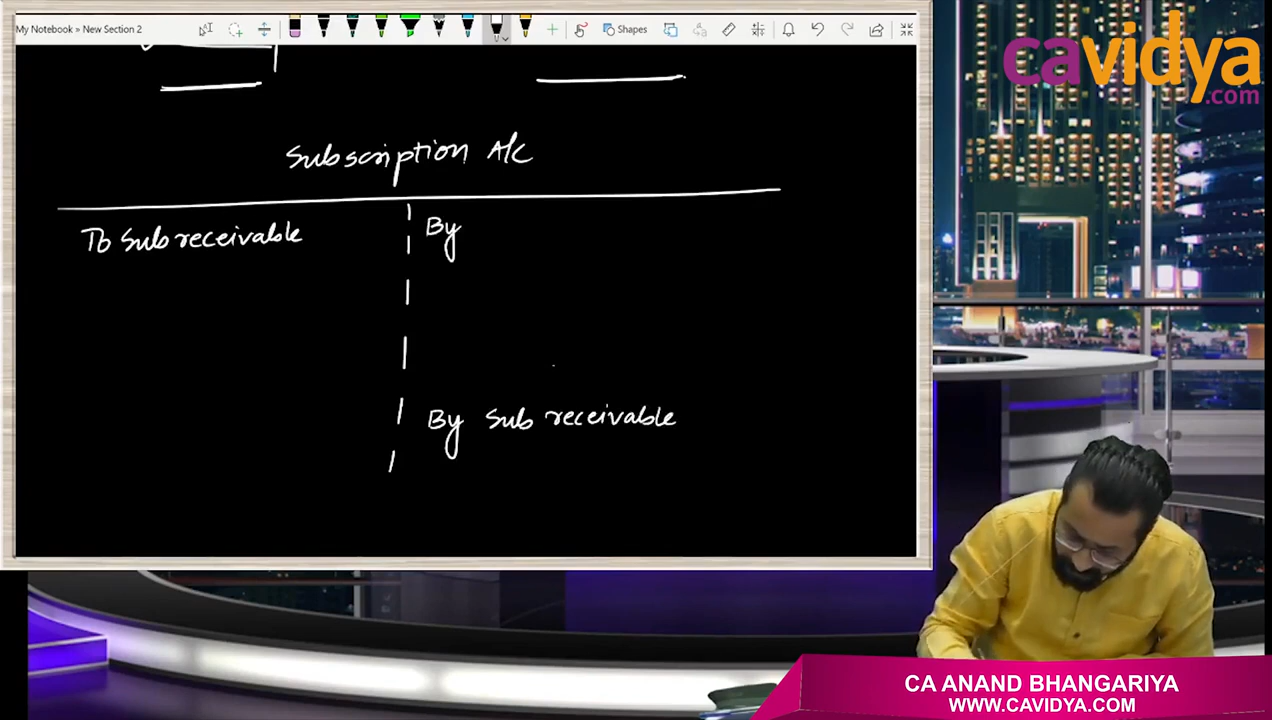 My Notebook » New Section 2
Shapes
cavidya
.com
Subscription A/c
To Sub receivable
By
By Sub receivable
CA ANAND BHANGARIYA
WWW.CAVIDYA.COM